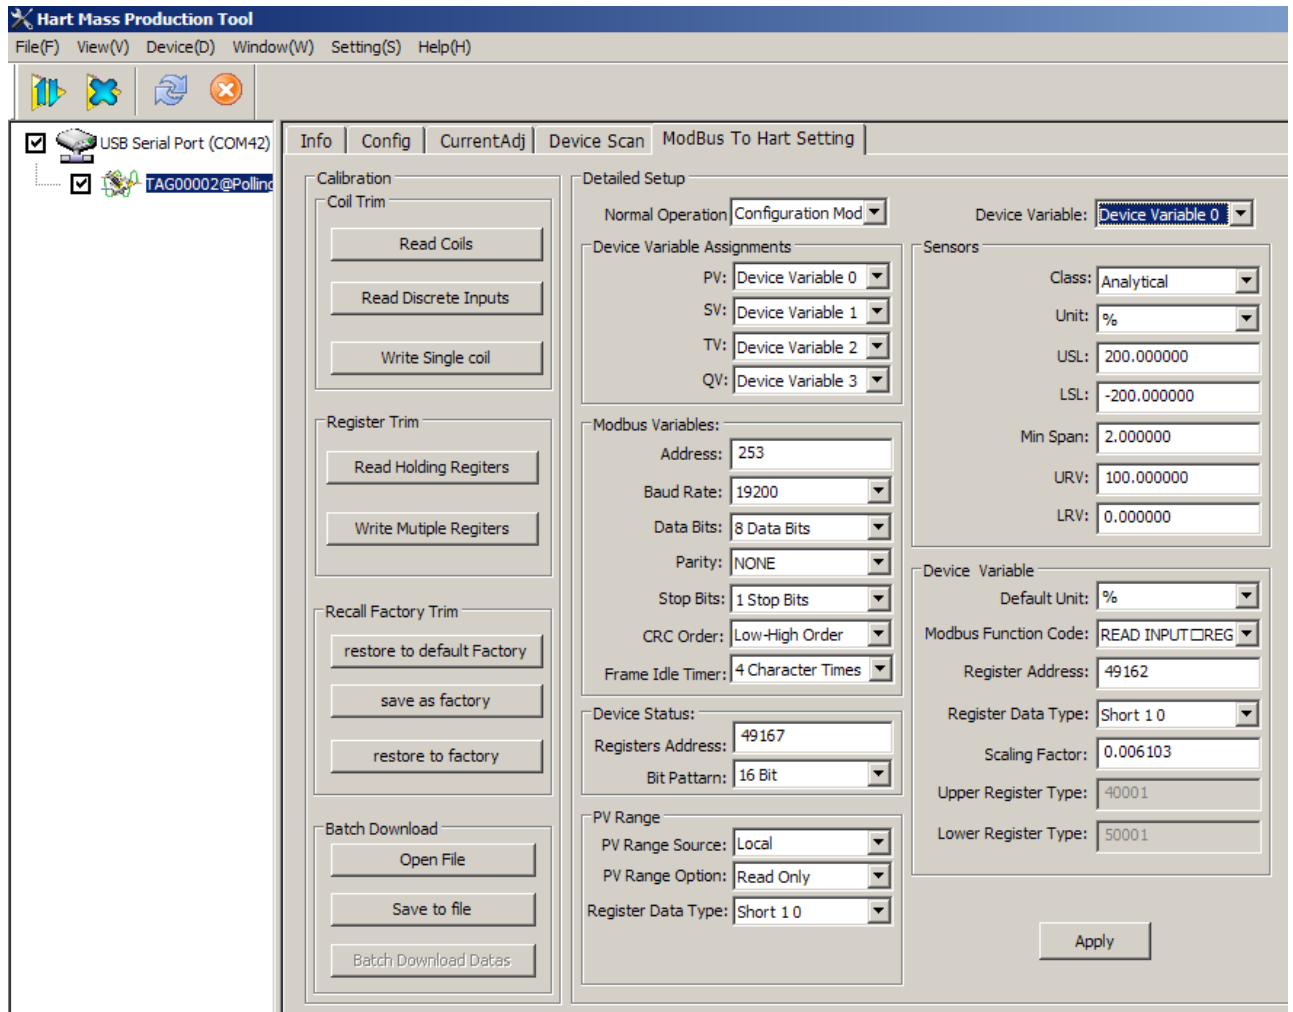 Hart Mass Production Tool
File(F) View(V) Device(D) Window(W) Setting(S) Help(H)
USB Serial Port (COM42)
TAG00002@Polling
Info Config CurrentAdj Device Scan ModBus To Hart Setting
Calibration
Coil Trim
Read Coils
Read Discrete Inputs
Write Single coil
Register Trim
Read Holding Regiters
Write Mutiple Regiters
Recall Factory Trim
restore to default Factory
save as factory
restore to factory
Batch Download
Open File
Save to file
Batch Download Datas
Detailed Setup
Normal Operation Configuration Mod
Device Variable Assignments
PV: Device Variable 0
SV: Device Variable 1
TV: Device Variable 2
QV: Device Variable 3
Modbus Variables:
Address: 253
Baud Rate: 19200
Data Bits: 8 Data Bits
Parity: NONE
Stop Bits: 1 Stop Bits
CRC Order: Low-High Order
Frame Idle Timer: 4 Character Times
Device Status:
Registers Address: 49167
Bit Pattarn: 16 Bit
PV Range
PV Range Source: Local
PV Range Option: Read Only
Register Data Type: Short 1 0
Device Variable: Device Variable 0
Sensors
Class: Analytical
Unit: %
USL: 200.000000
LSL: -200.000000
Min Span: 2.000000
URV: 100.000000
LRV: 0.000000
Device Variable
Default Unit: %
Modbus Function Code: READ INPUT□REG
Register Address: 49162
Register Data Type: Short 1 0
Scaling Factor: 0.006103
Upper Register Type: 40001
Lower Register Type: 50001
Apply